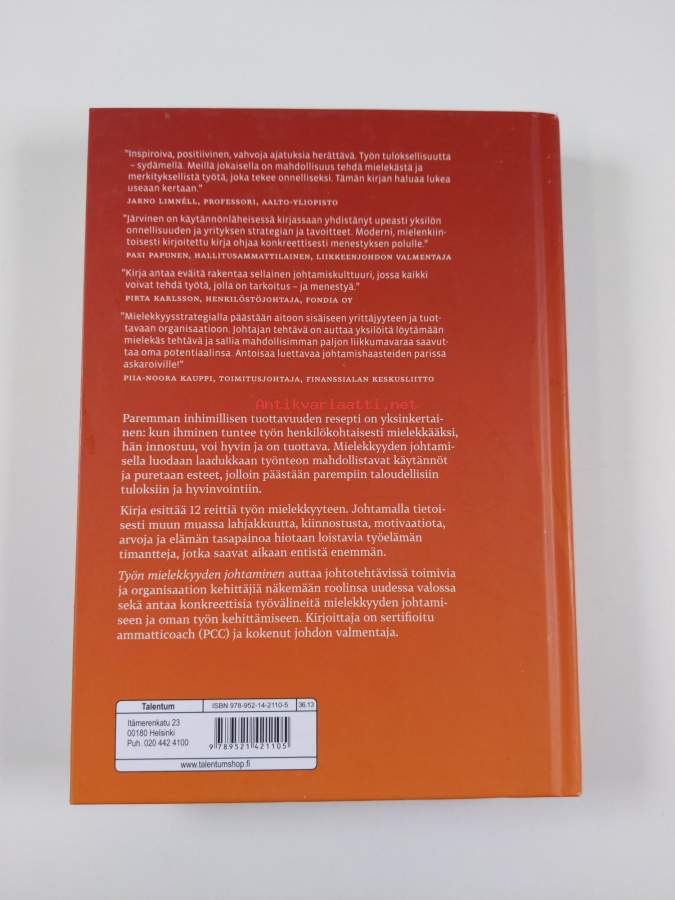 "Inspiroiva, positiivinen, vahvoja ajatuksia herättävä. Työn tuloksellisuutta
– sydämellä. Meillä jokaisella on mahdollisuus tehdä mielekästä ja
merkityksellistä työtä, joka tekee onnelliseksi. Tämän kirjan haluaa lukea
useaan kertaan."
JARNO LIMNÉLL, PROFESSORI, AALTO-YLIOPISTO
"Järvinen on käytännönläheisessä kirjassaan yhdistänyt upeasti yksilön
onnellisuuden ja yrityksen strategian ja tavoitteet. Moderni, mielenkiin-
toisesti kirjoitettu kirja ohjaa konkreettisesti menestyksen polulle."
PASI PAPUNEN, HALLITUSAMMATTILAINEN, LIIKKEENJOHDON VALMENTAJA
"Kirja antaa eväitä rakentaa sellainen johtamiskulttuuri, jossa kaikki
voivat tehdä työtä, jolla on tarkoitus – ja menestyä."
PIRTA KARLSSON, HENKILÖSTÖJOHTAJA, FONDIA OY
"Mielekkyysstrategialla päästään aitoon sisäiseen yrittäjyyteen ja tuot-
tavaan organisaatioon. Johtajan tehtävä on auttaa yksilöitä löytämään
mielekäs tehtävä ja sallia mahdollisimman paljon liikkumavaraa saavut-
taa oma potentiaalinsa. Antoisaa luettavaa johtamishaasteiden parissa
askaroiville!"
PIIA-NOORA KAUPPI, TOIMITUSJOHTAJA, FINANSSIALAN KESKUSLIITTO
Antikvariaatti.net
Paremman inhimillisen tuottavuuden resepti on yksinkertai-
nen: kun ihminen tuntee työn henkilökohtaisesti mielekkääksi,
hän innostuu, voi hyvin ja on tuottava. Mielekkyyden johtami-
sella luodaan laadukkaan työnteon mahdollistavat käytännöt
ja puretaan esteet, jolloin päästään parempiin taloudellisiin
tuloksiin ja hyvinvointiin.
Kirja esittää 12 reittiä työn mielekkyyteen. Johtamalla tietoi-
sesti muun muassa lahjakkuutta, kiinnostusta, motivaatiota,
arvoja ja elämän tasapainoa hiotaan loistavia työelämän
timantteja, jotka saavat aikaan entistä enemmän.
Työn mielekkyyden johtaminen auttaa johtotehtävissä toimivia
ja organisaation kehittäjiä näkemään roolinsa uudessa valossa
sekä antaa konkreettisia työvälineitä mielekkyyden johtami-
seen ja oman työn kehittämiseen. Kirjoittaja on sertifioitu
ammatticoach (PCC) ja kokenut johdon valmentaja.
Talentum ISBN 978-952-14-2110-5 36.13
Itämerenkatu 23
00180 Helsinki
Puh. 020 442 4100
9 789521 421105
www.talentumshop.fi